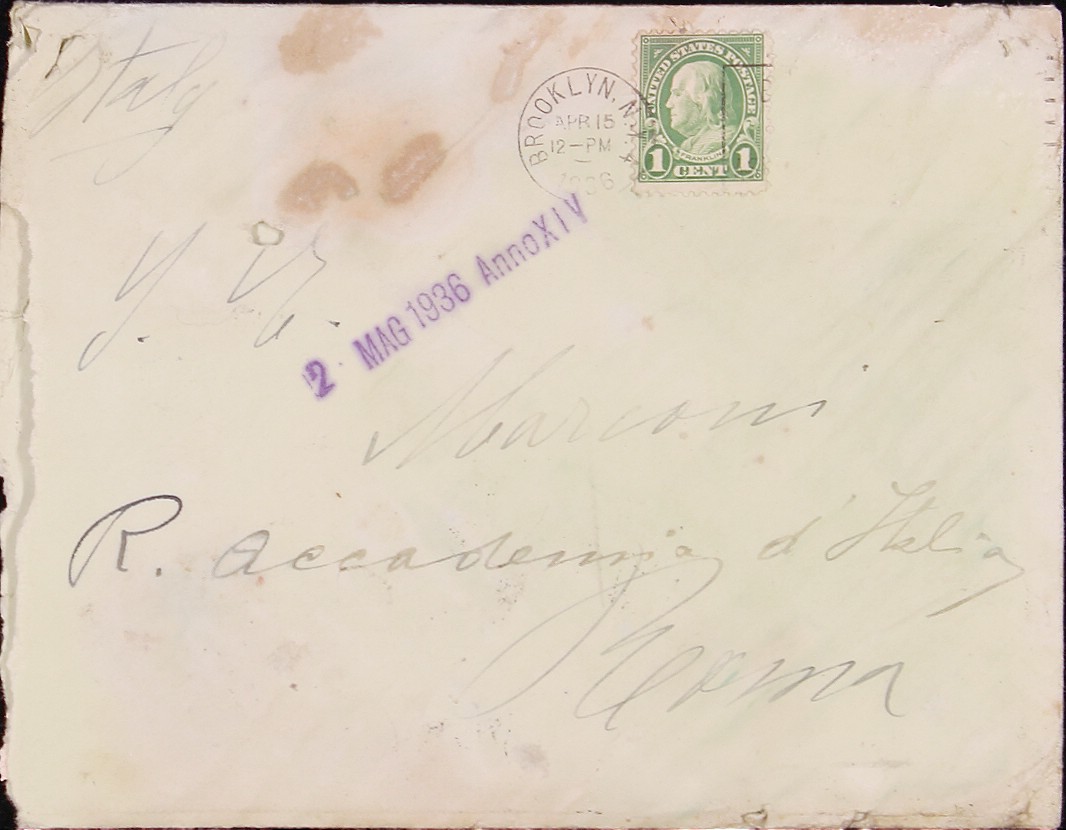 Italy
BROOKLYN, N.Y.
APR 15
12-PM
1936
UNITED STATES POSTAGE
FRANKLIN
1 CENT 1
2 MAG 1936 Anno XIV
Marconi
R. Accademia d'Italia
Roma